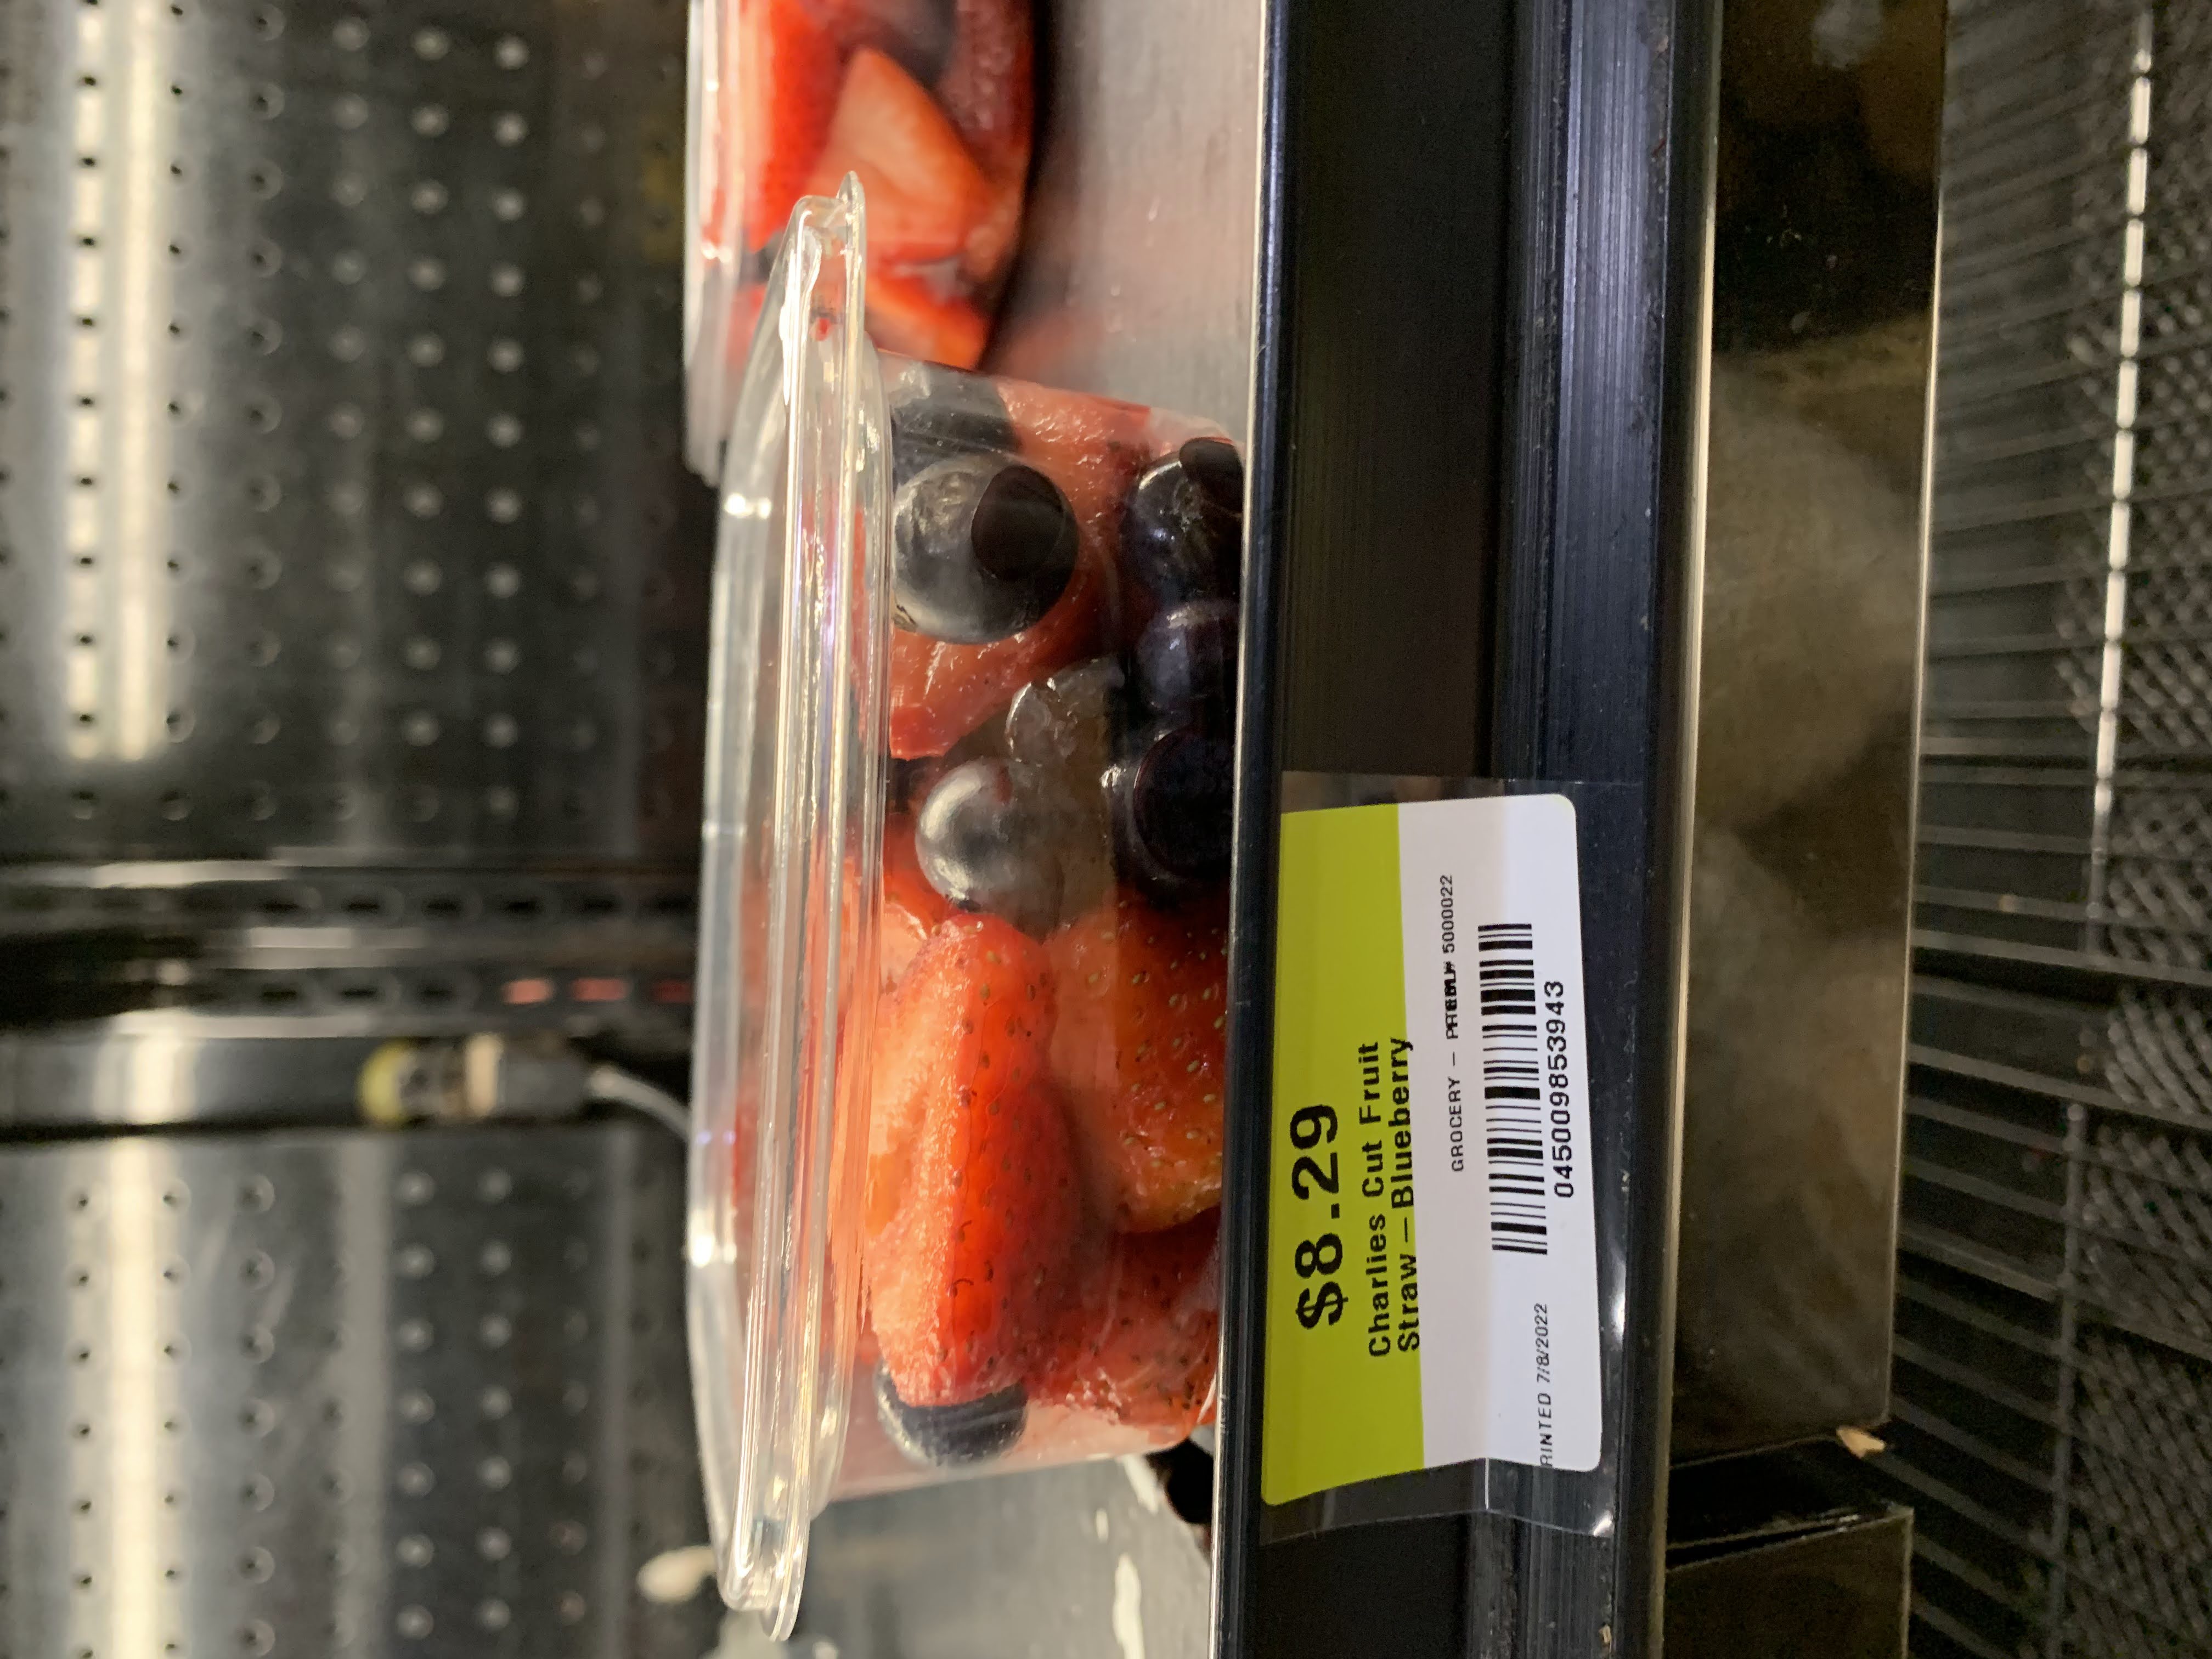 $8.29
Charlies Cut Fruit
Straw - Blueberry
GROCERY - 5000022
RINTED 7/8/2022
045009853943